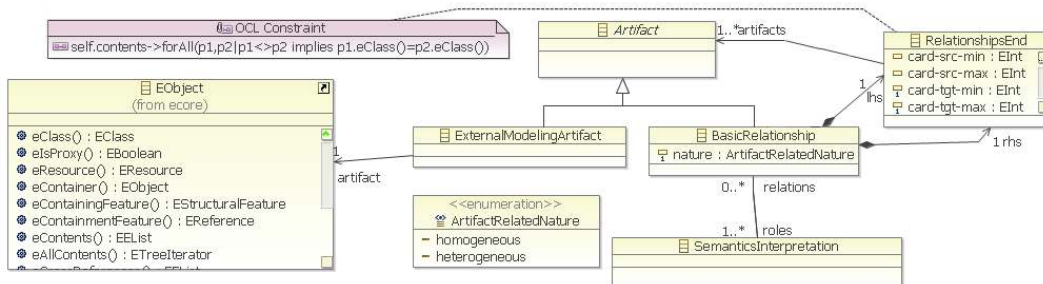 OCL Constraint
self.contents->forAll(p1,p2|p1<>p2 implies p1.eClass()=p2.eClass())
Artifact
1..*artifacts
RelationshipsEnd
card-src-min : EInt
card-src-max : EInt
card-tgt-min : EInt
card-tgt-max : EInt
EObject
(from ecore)
eClass() : EClass
eIsProxy() : EBoolean
eResource() : EResource
eContainer() : EObject
eContainingFeature() : EStructuralFeature
eContainmentFeature() : EReference
eContents() : EEList
eAllContents() : ETreeIterator
1
artifact
ExternalModelingArtifact
BasicRelationship
nature : ArtifactRelatedNature
1
lhs
1 rhs
0..* relations
1..* roles
<<enumeration>>
ArtifactRelatedNature
homogeneous
heterogeneous
SemanticsInterpretation